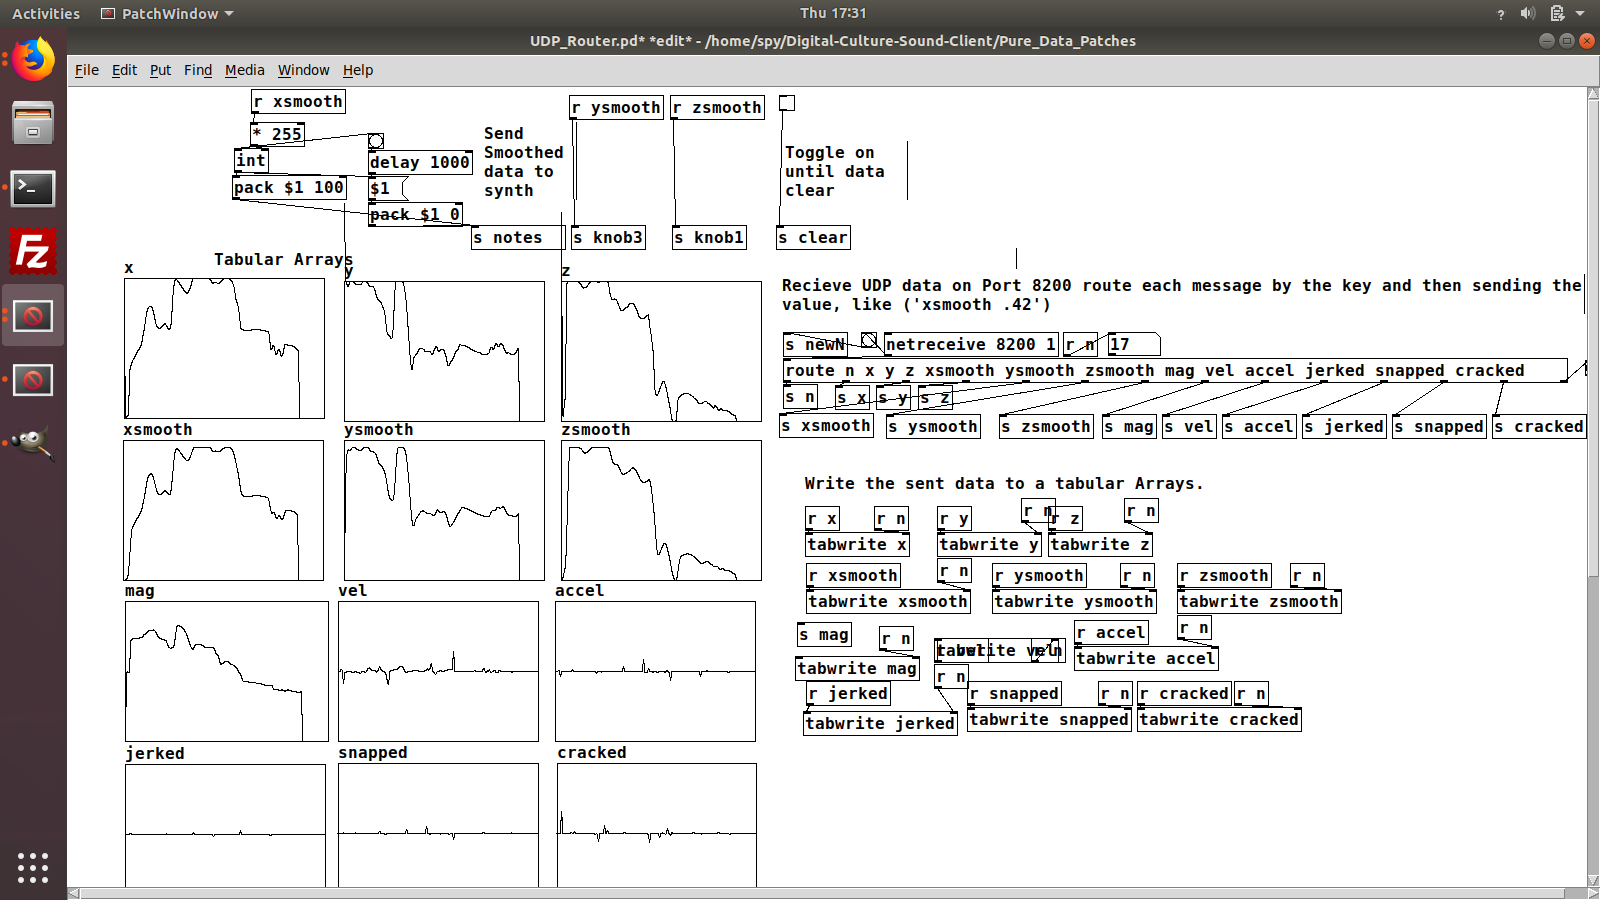 Activities
PatchWindow
Thu 17:31
?
UDP_Router.pd* *edit* - /home/spy/Digital-Culture-Sound-Client/Pure_Data_Patches
File Edit Put Find Media Window Help
r xsmooth
* 255
int
pack $1 100
delay 1000
$1
pack $1 0
Send
Smoothed
data to
synth
r ysmooth
r zsmooth
Toggle on
until data
clear
s notes
s knob3
s knob1
s clear
Tabular Arrays
x
y
z
xsmooth
ysmooth
zsmooth
mag
vel
accel
jerked
snapped
cracked
Recieve UDP data on Port 8200 route each message by the key and then sending the
value, like ('xsmooth .42')
s newN
netreceive 8200 1
r n
17
route n x y z xsmooth ysmooth zsmooth mag vel accel jerked snapped cracked
s n
s x
s y
s z
s xsmooth
s ysmooth
s zsmooth
s mag
s vel
s accel
s jerked
s snapped
s cracked
Write the sent data to a tabular Arrays.
r x
r n
r y
r n
r z
r n
tabwrite x
tabwrite y
tabwrite z
r xsmooth
r n
r ysmooth
r n
r zsmooth
r n
tabwrite xsmooth
tabwrite ysmooth
tabwrite zsmooth
s mag
r n
tabwrite mag
r vel
tabwrite vel
r n
r accel
r n
tabwrite accel
r jerked
r n
tabwrite jerked
r snapped
r n
tabwrite snapped
r cracked
r n
tabwrite cracked
Fz